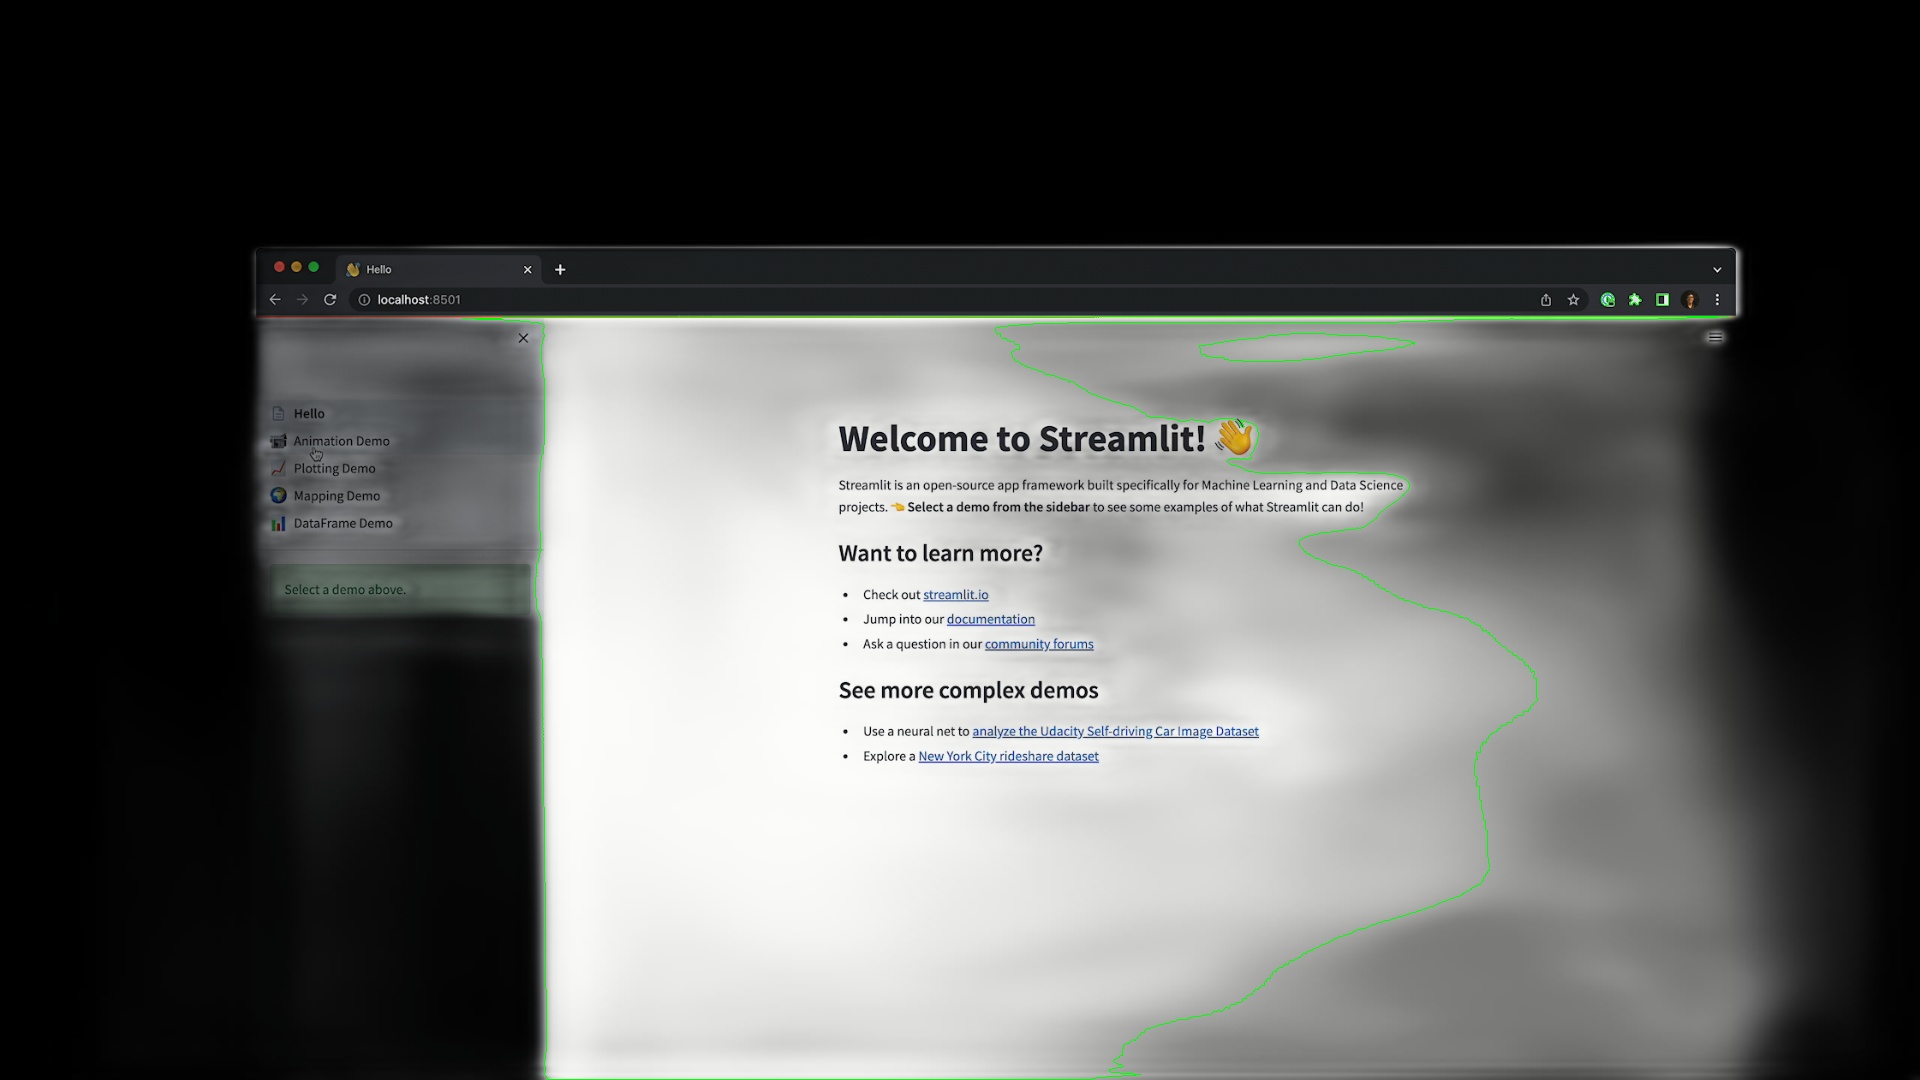 Hello
localhost:8501
Hello
Animation Demo
Plotting Demo
Mapping Demo
DataFrame Demo
Select a demo above.
Welcome to Streamlit! 👋
Streamlit is an open-source app framework built specifically for Machine Learning and Data Science
projects. 👈 Select a demo from the sidebar to see some examples of what Streamlit can do!
Want to learn more?
• Check out streamlit.io
• Jump into our documentation
• Ask a question in our community forums
See more complex demos
• Use a neural net to analyze the Udacity Self-driving Car Image Dataset
• Explore a New York City rideshare dataset